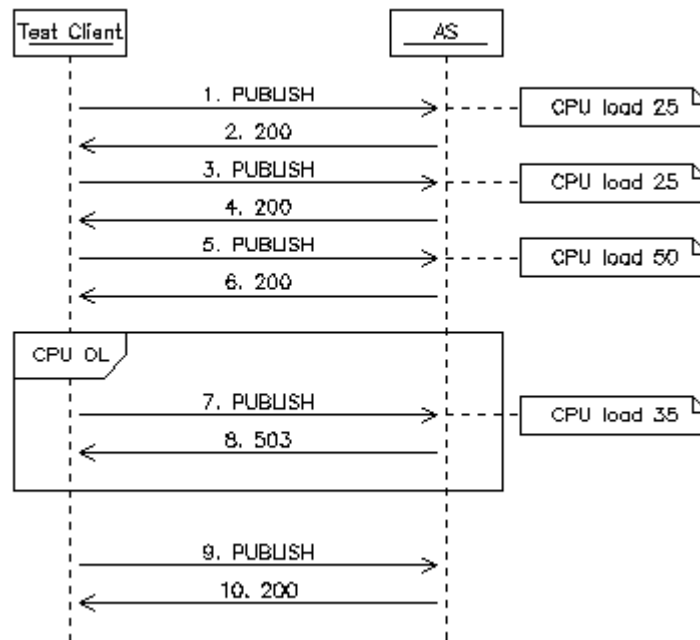 Test Client
AS
1. PUBLISH
CPU load 25
2. 200
3. PUBLISH
CPU load 25
4. 200
5. PUBLISH
CPU load 50
6. 200
CPU OL
7. PUBLISH
CPU load 35
8. 503
9. PUBLISH
10. 200